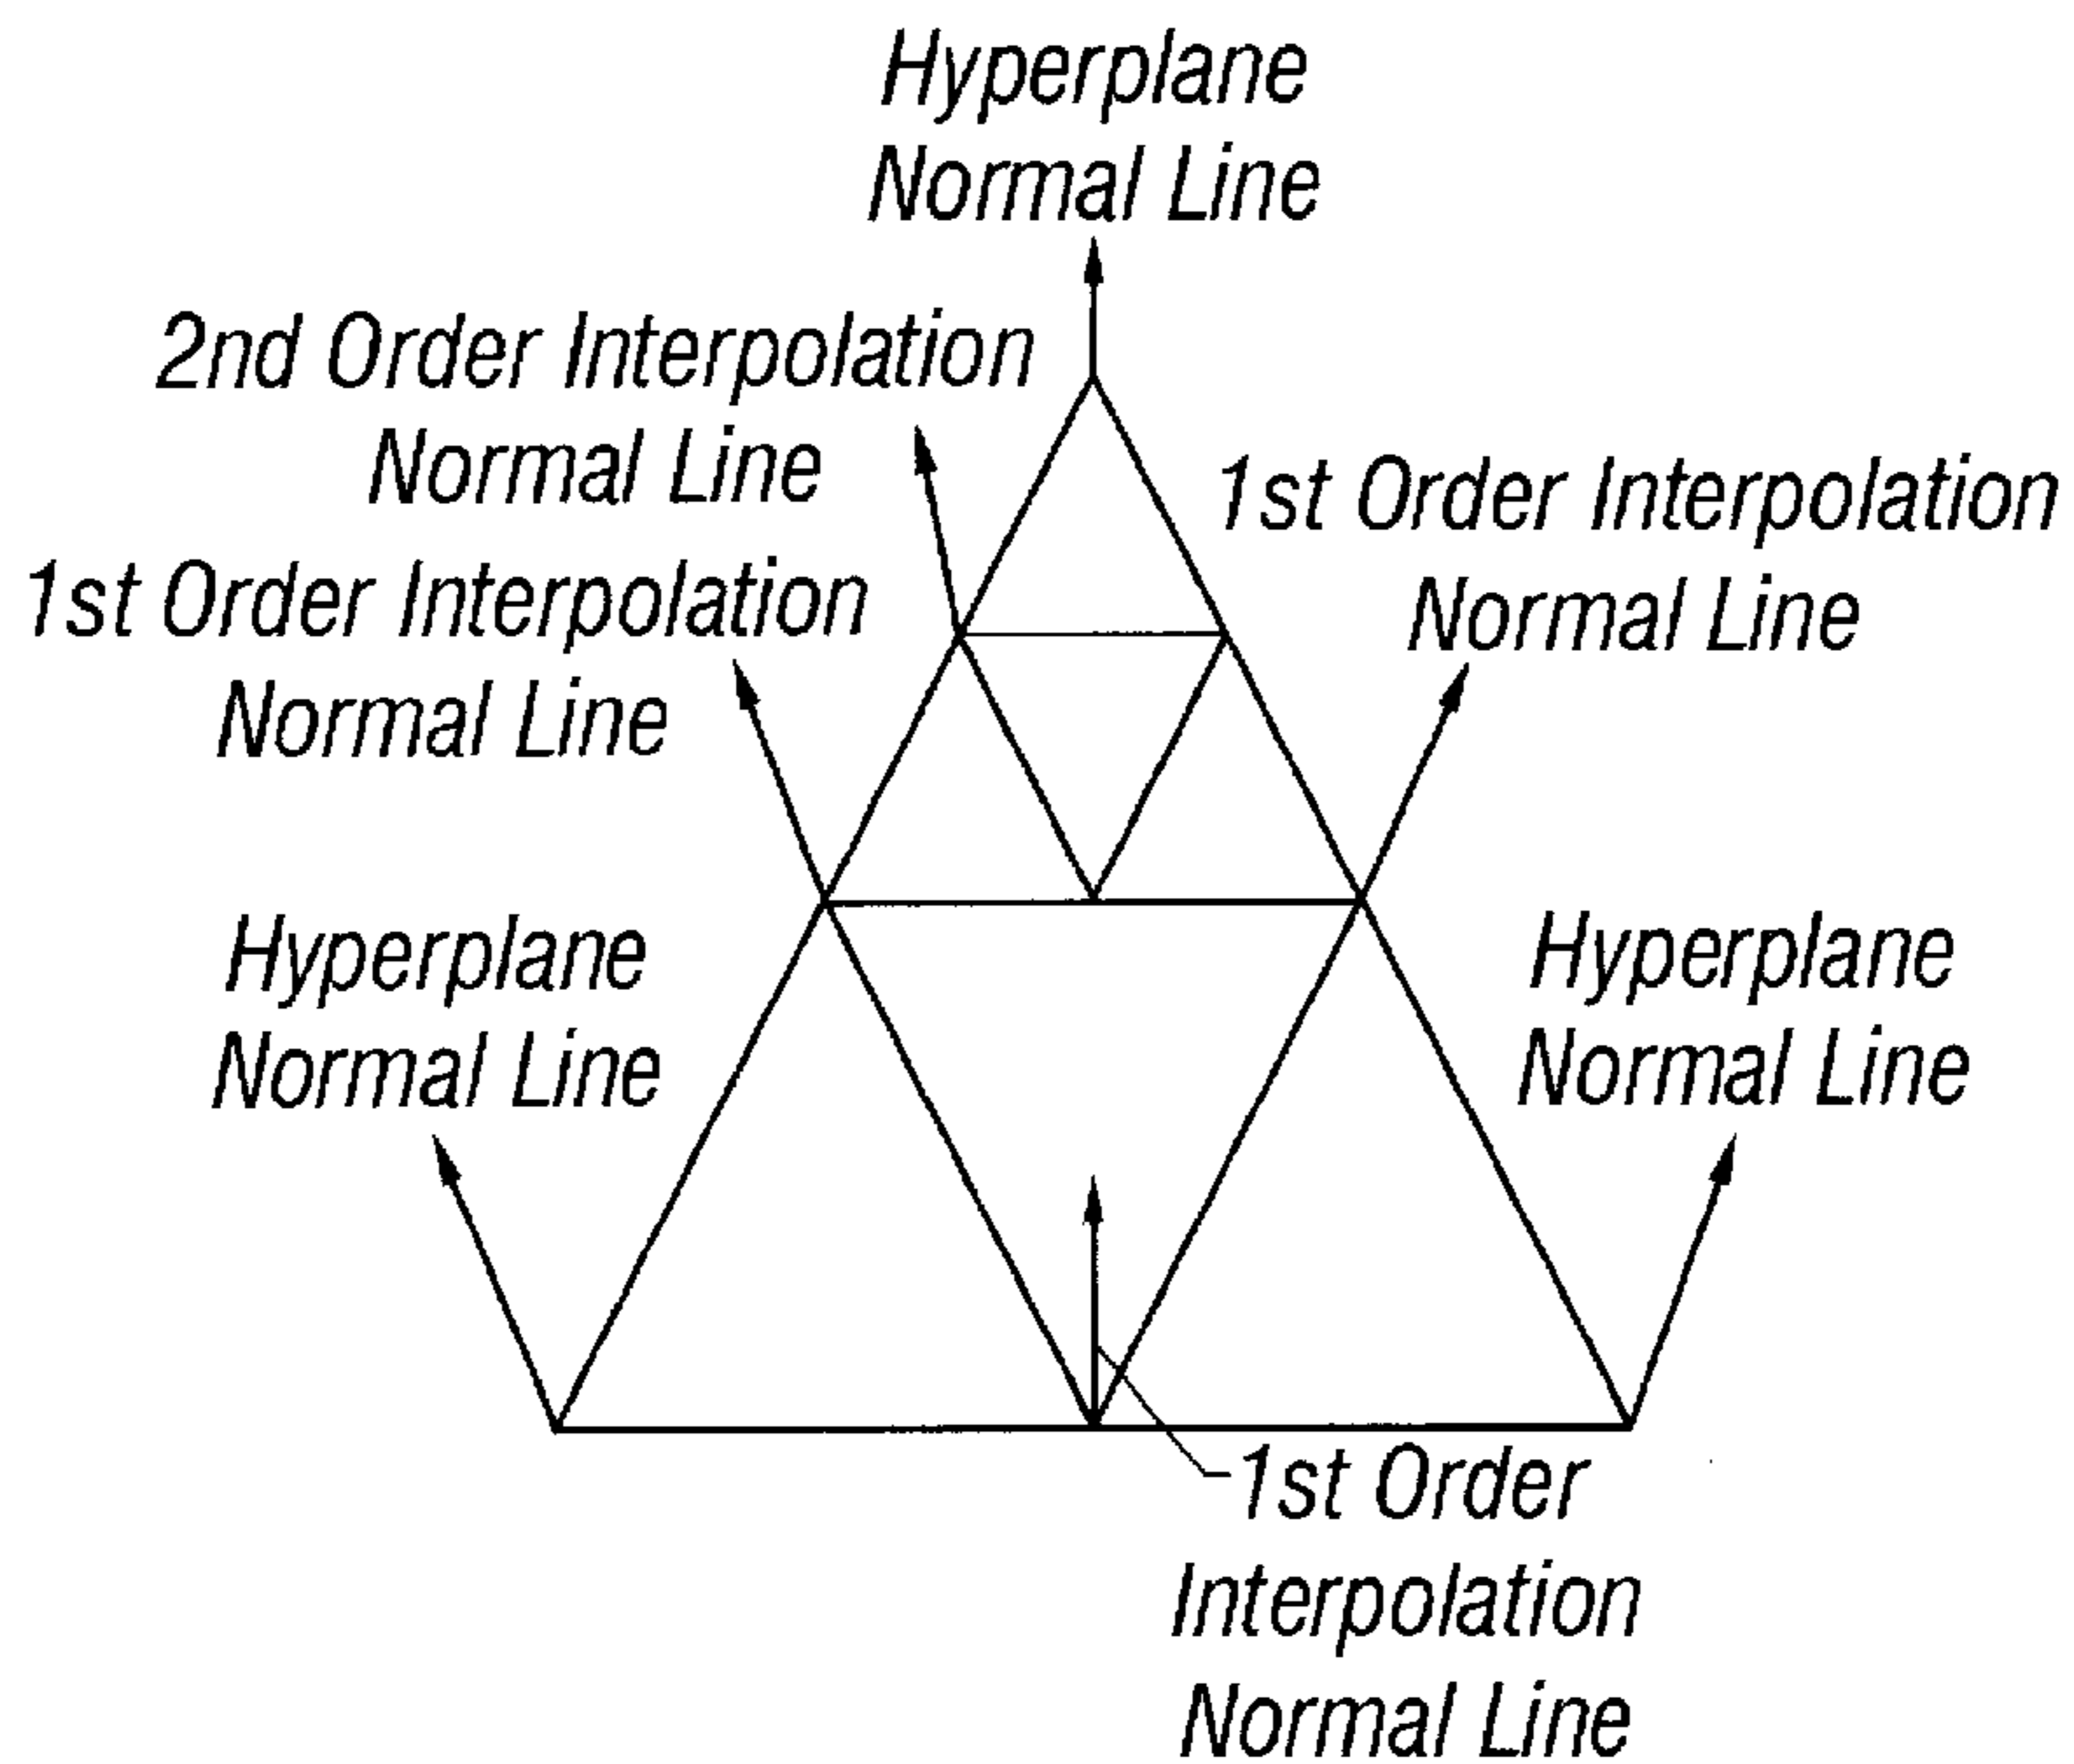 Hyperplane
Normal Line
2nd Order Interpolation
Normal Line
1st Order Interpolation
Normal Line
1st Order Interpolation
Normal Line
Hyperplane
Normal Line
Hyperplane
Normal Line
1st Order
Interpolation
Normal Line